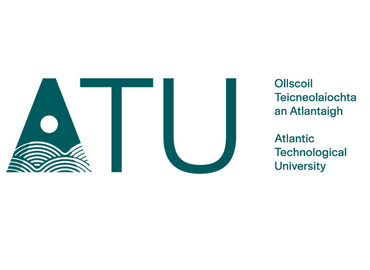 ATU
Ollscoil
Teicneolaíochta
an Atlantaigh
Atlantic
Technological
University